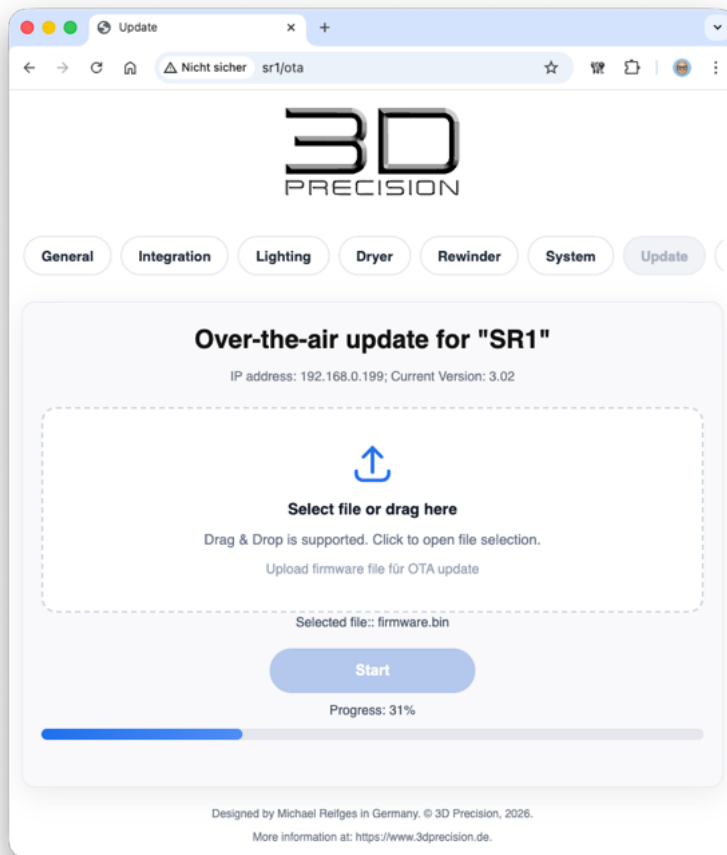 Update
Nicht sicher sr1/ota
3D
PRECISION
General Integration Lighting Dryer Rewinder System Update
Over-the-air update for "SR1"
IP address: 192.168.0.199; Current Version: 3.02
Select file or drag here
Drag & Drop is supported. Click to open file selection.
Upload firmware file für OTA update
Selected file:: firmware.bin
Start
Progress: 31%
Designed by Michael Reifges in Germany. © 3D Precision, 2026.
More information at: https://www.3dprecision.de.